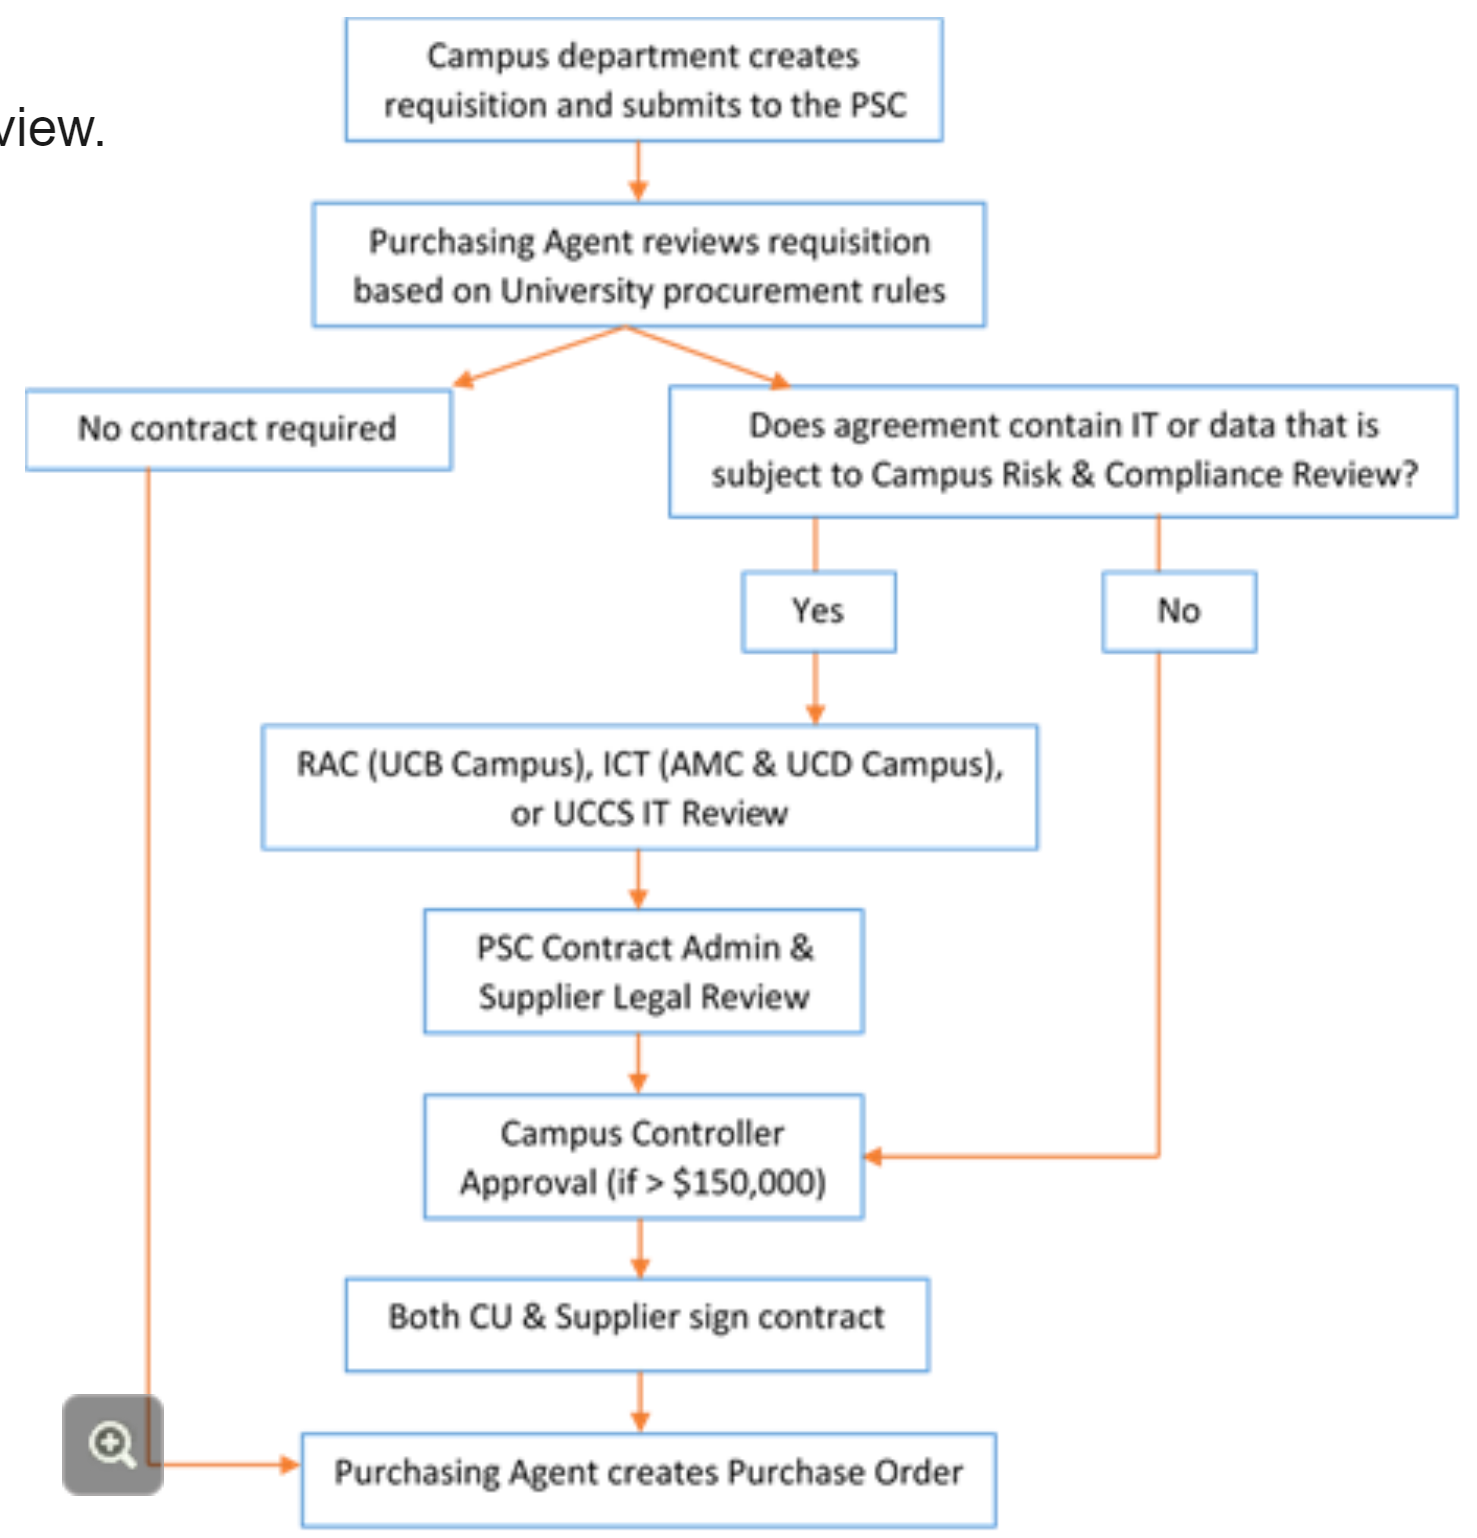 Campus department creates
requisition and submits to the PSC
view.
Purchasing Agent reviews requisition
based on University procurement rules
No contract required
Does agreement contain IT or data that is
subject to Campus Risk & Compliance Review?
Yes
No
RAC (UCB Campus), ICT (AMC & UCD Campus),
or UCCS IT Review
PSC Contract Admin &
Supplier Legal Review
Campus Controller
Approval (if > $150,000)
Both CU & Supplier sign contract
Purchasing Agent creates Purchase Order